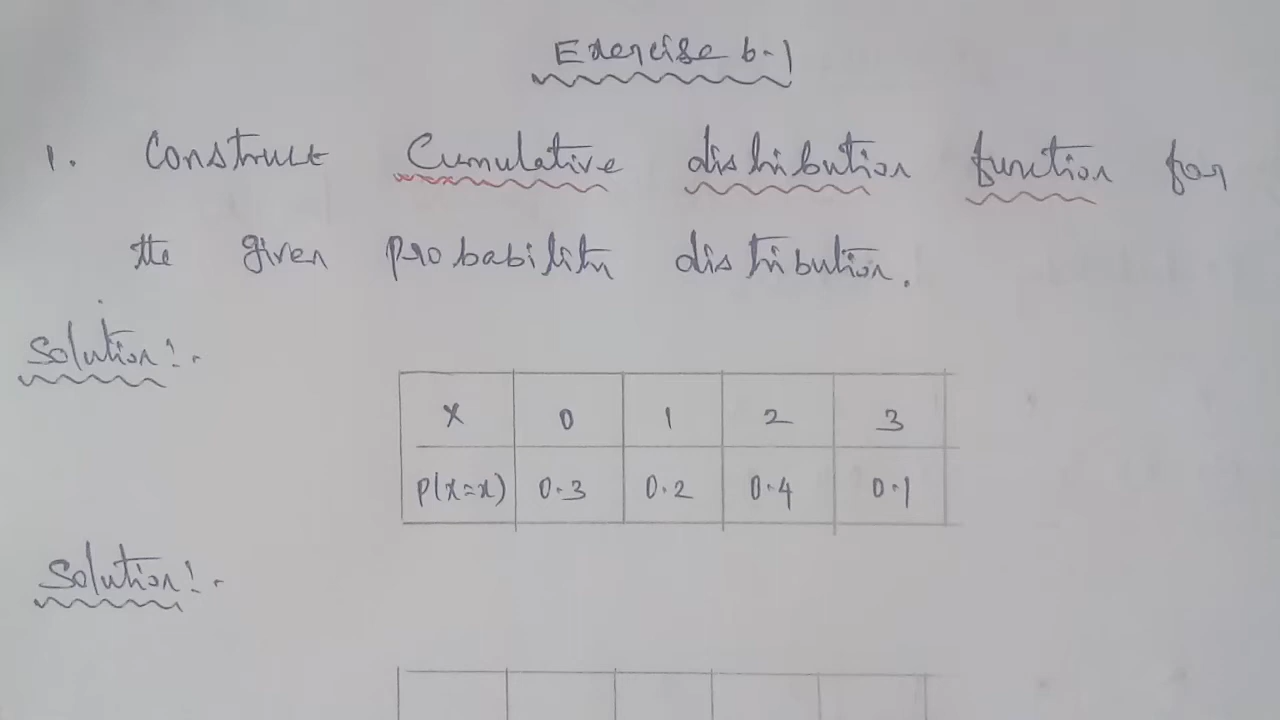 Exercise 6.1
1. Construct Cumulative distribution function for
the given probability distribution.
Solution:-
X 0 1 2 3
P(X=x) 0.3 0.2 0.4 0.1
Solution:-